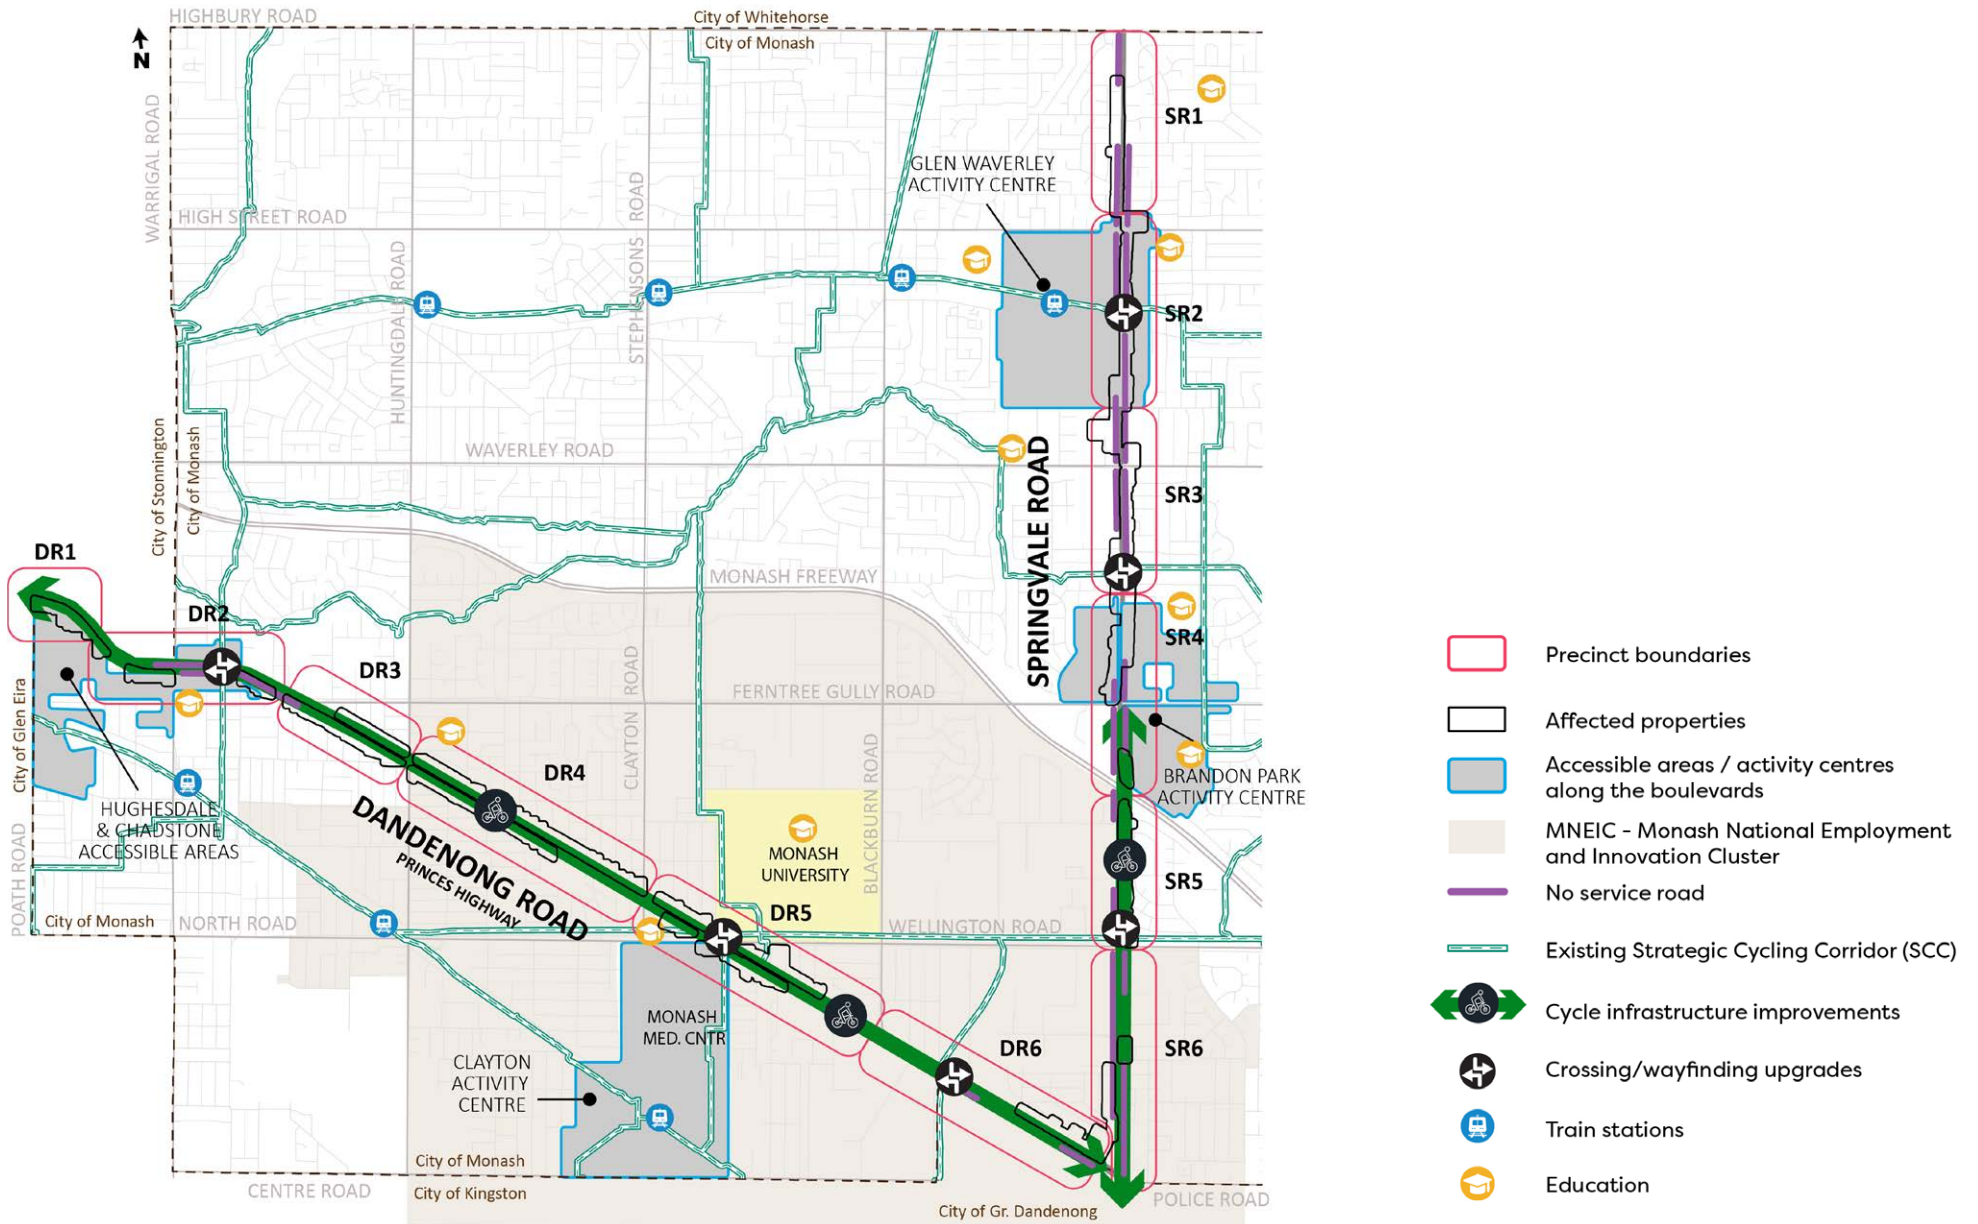 HIGHBURY ROAD
City of Whitehorse
City of Monash
N
WARRIGAL ROAD
SR1
GLEN WAVERLEY
ACTIVITY CENTRE
HIGH STREET ROAD
STEPHENSONS ROAD
HUNTINGDALE ROAD
SR2
WAVERLEY ROAD
City of Stonnington
City of Monash
SPRINGVALE ROAD
SR3
DR1
MONASH FREEWAY
DR2
SR4
DR3
FERNTREE GULLY ROAD
CLAYTON ROAD
City of Glen Eira
DR4
BLACKBURN ROAD
BRANDON PARK
ACTIVITY CENTRE
HUGHESDALE
& CHADSTONE
ACCESSIBLE AREAS
DANDENONG ROAD
PRINCES HIGHWAY
MONASH
UNIVERSITY
POATH ROAD
SR5
DR5
City of Monash
NORTH ROAD
WELLINGTON ROAD
MONASH
MED. CNTR
DR6
SR6
CLAYTON
ACTIVITY
CENTRE
City of Monash
CENTRE ROAD
City of Kingston
City of Gr. Dandenong
POLICE ROAD
Precinct boundaries
Affected properties
Accessible areas / activity centres
along the boulevards
MNEIC - Monash National Employment
and Innovation Cluster
No service road
Existing Strategic Cycling Corridor (SCC)
Cycle infrastructure improvements
Crossing/wayfinding upgrades
Train stations
Education